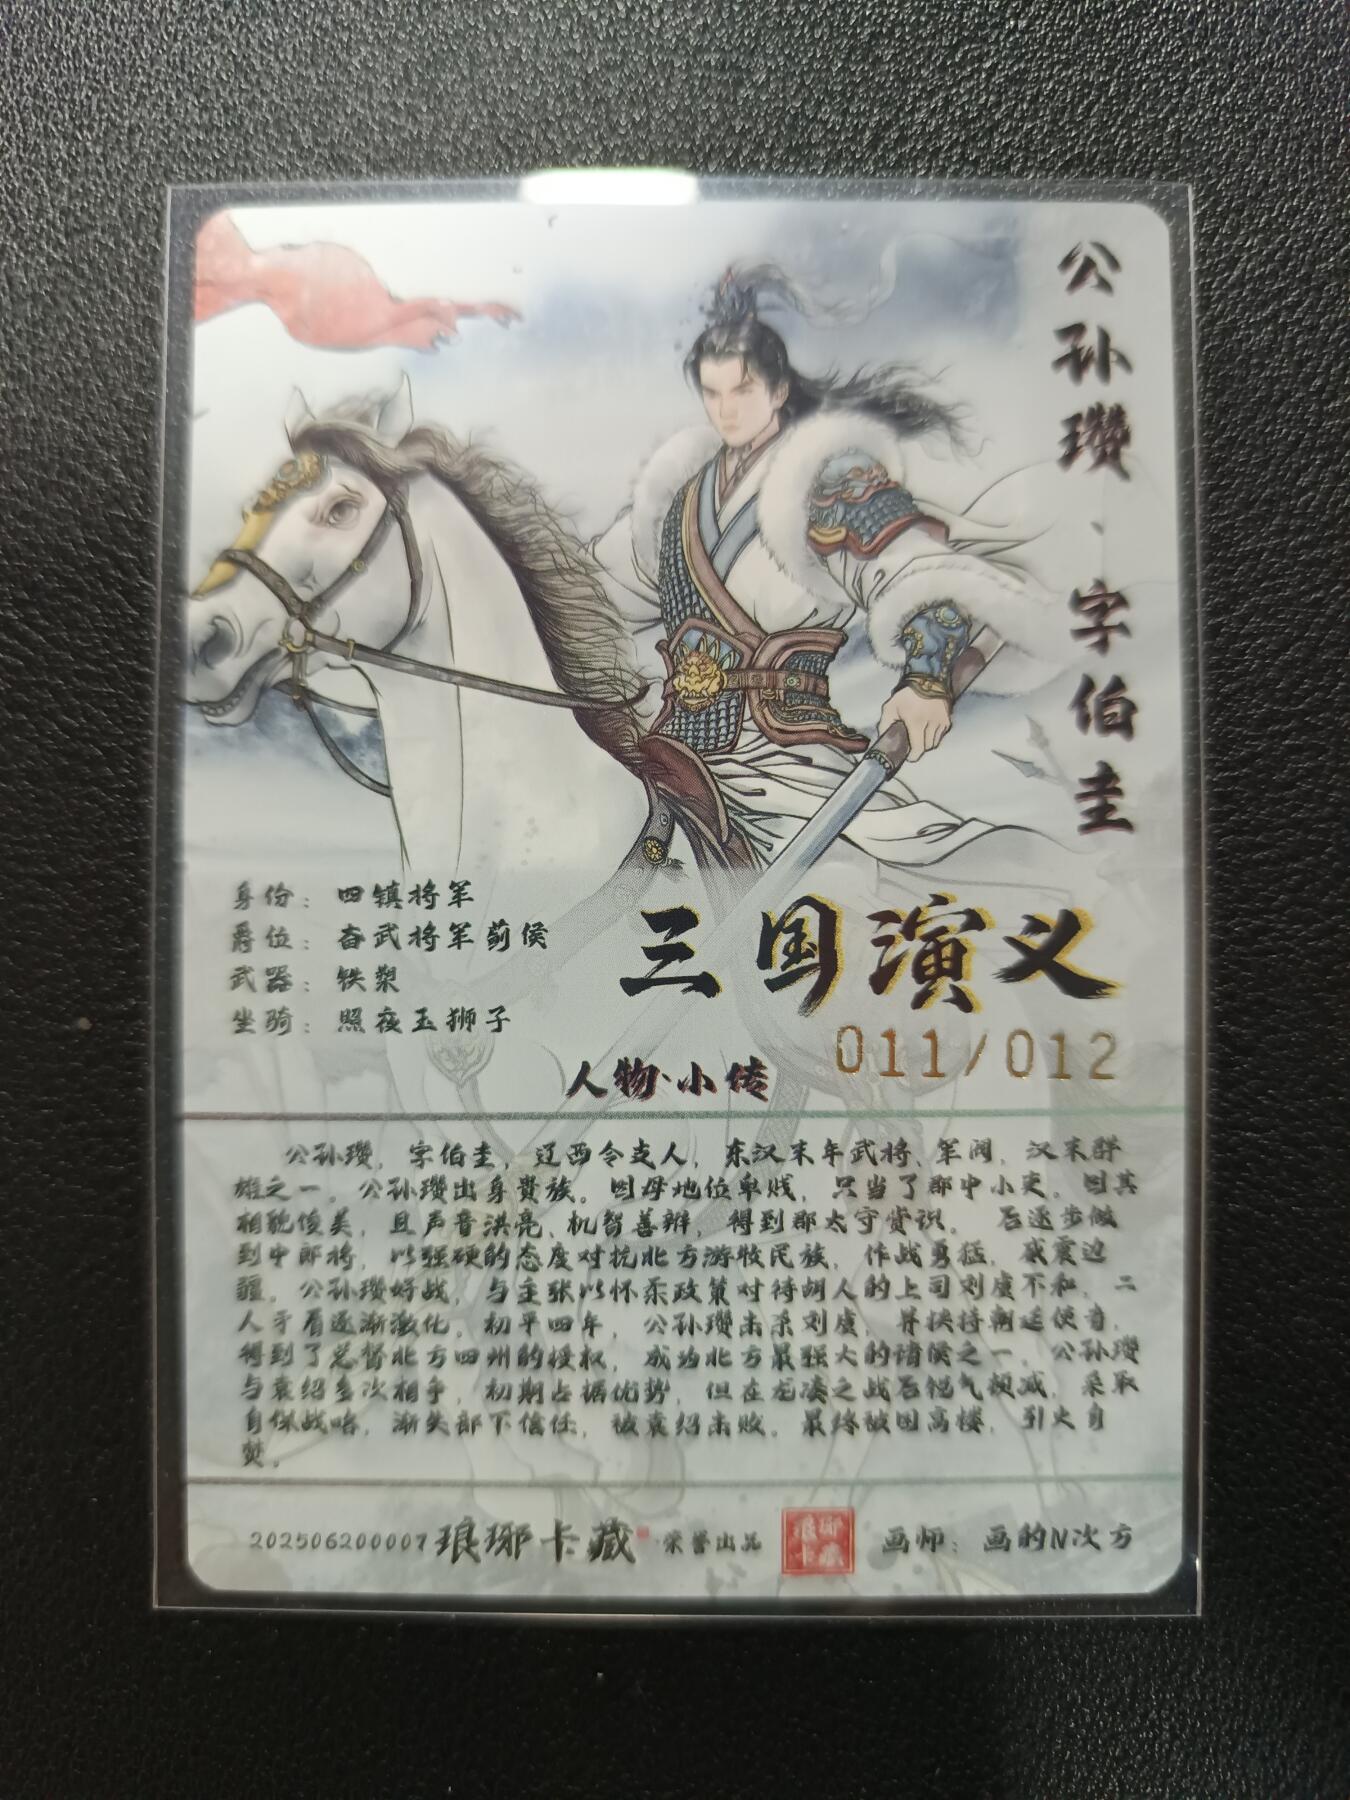 公孙瓒、字伯圭
身份：四镇将军
爵位：奋武将军蓟侯
武器：铁槊
坐骑：照夜玉狮子
三国演义
011/012
人物·小传
公孙瓒，字伯圭，辽西令支人，东汉末年武将、军阀，汉末群
雄之一。公孙瓒出身贵族。因母地位卑贱，只当了郡中小吏。因其
相貌俊美，且声音洪亮、机智善辩，得到郡太守赏识。后逐步做
到中郎将，以强硬的态度对抗北方游牧民族，作战勇猛，威震边
疆。公孙瓒好战，与主张以怀柔政策对待胡人的上司刘虞不和，二
人矛盾逐渐激化。初平四年，公孙瓒击杀刘虞，并挟持朝廷使者，
得到了总督北方四州的授权，成为北方最强大的诸侯之一。公孙瓒
与袁绍多次相争，初期占据优势，但在龙凑之战后锐气顿减，采取
自保战略，渐失部下信任，被袁绍击败。最终被困高楼，引火自
焚。
202506200007 琅琊卡藏 荣誉出品 琅琊卡藏 画师：画的N次方